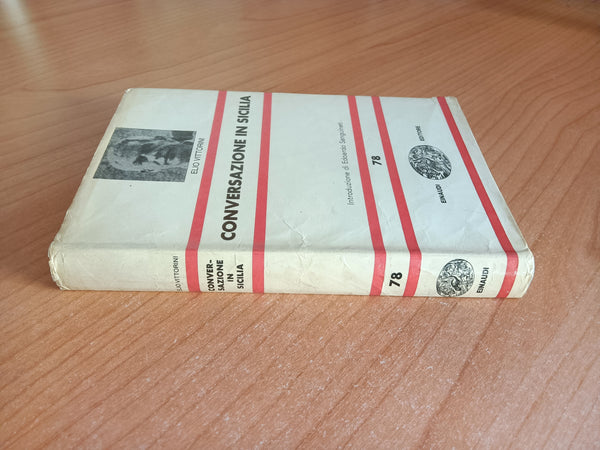 ELIO VITTORINI
CONVERSAZIONE IN SICILIA
Introduzione di Edoardo Sanguineti
78
EINAUDI
EDITORE
ELIO VITTORINI
CONVER-
SAZIONE
IN
SICILIA
78
EINAUDI